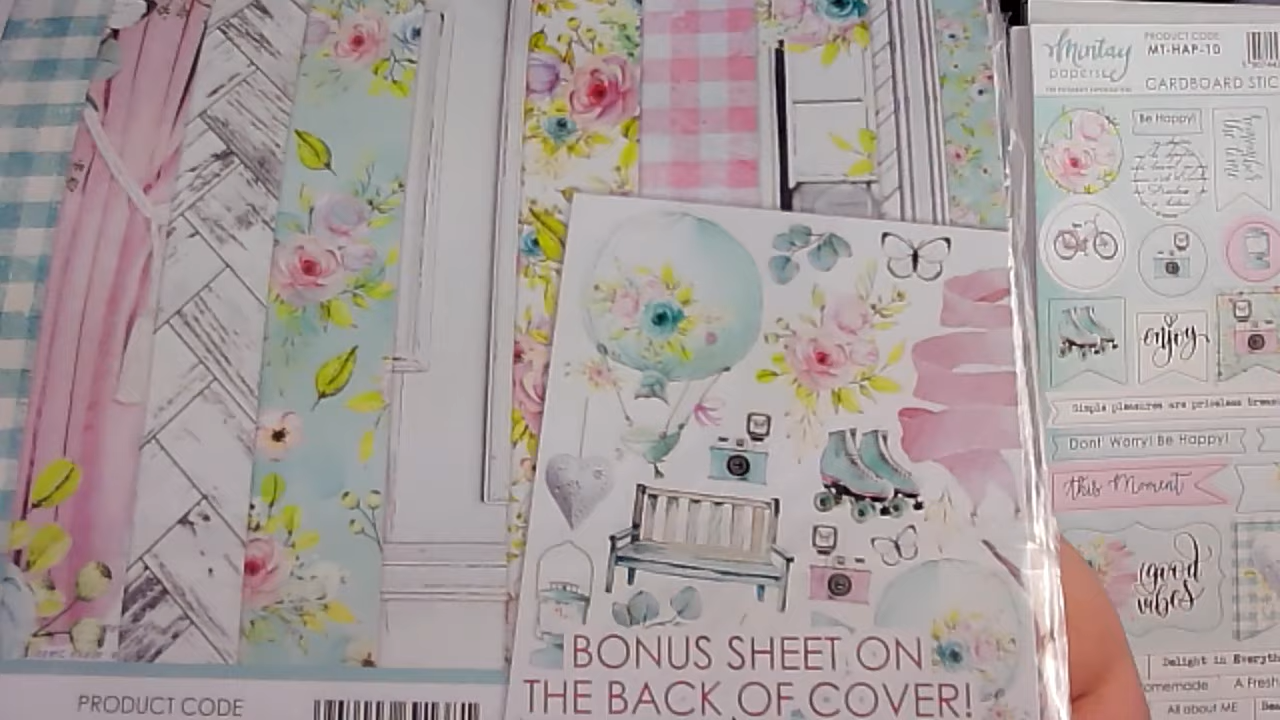 BONUS SHEET ON
THE BACK OF COVER!
PRODUCT CODE
Mintay
papers
PRODUCT CODE
MT-HAP-10
CARDBOARD STIC
Be Happy!
enjoy
Simple pleasures are priceless
Don't Worry! Be Happy!
this Moment
good
vibes
Delight in Everyth
omemade
A Fresh
All about ME